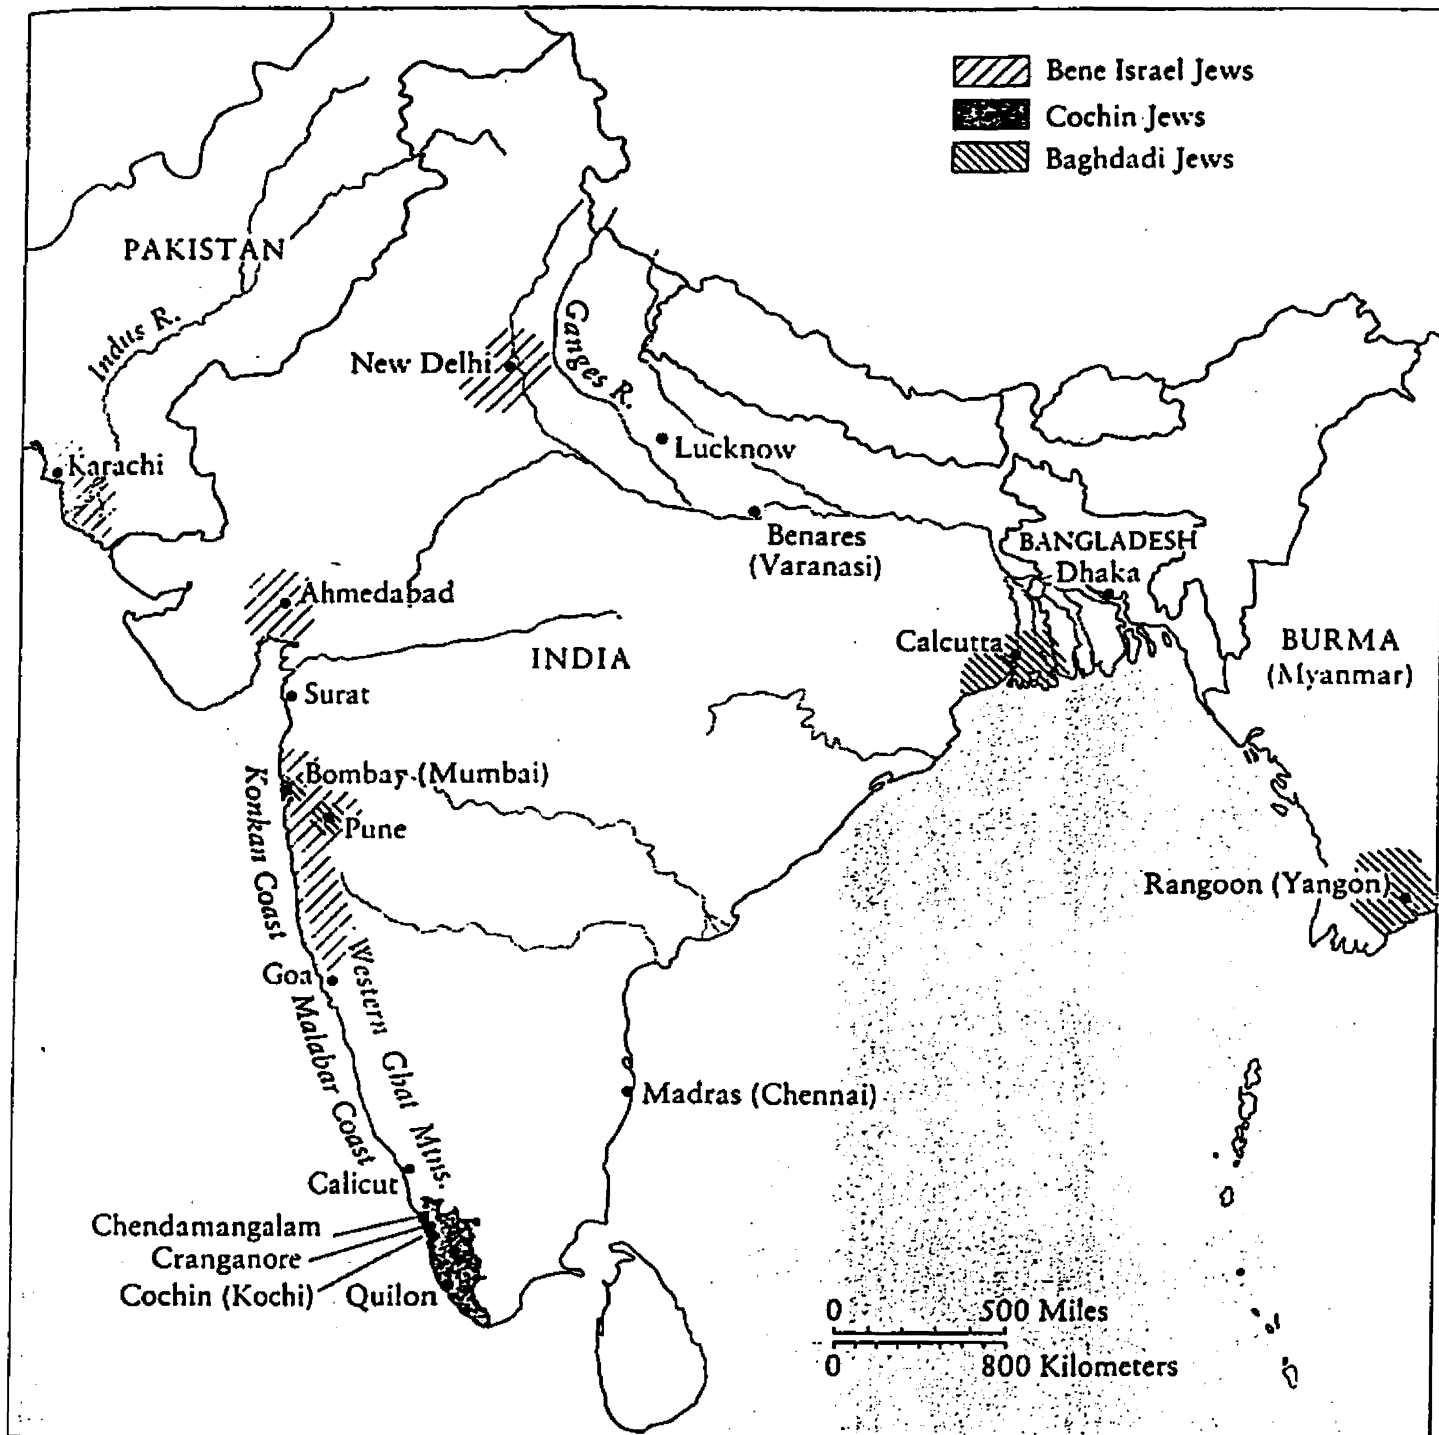 Bene Israel Jews
Cochin Jews
Baghdadi Jews
PAKISTAN
Indus R.
New Delhi
Ganges R.
Lucknow
Karachi
Benares
(Varanasi)
BANGLADESH
Dhaka
Ahmedabad
Calcutta
BURMA
(Myanmar)
INDIA
Surat
Bombay (Mumbai)
Pune
Konkan Coast
Rangoon (Yangon)
Goa
Western Ghat Mtns.
Malabar Coast
Madras (Chennai)
Calicut
Chendamangalam
Cranganore
Cochin (Kochi)
Quilon
0 500 Miles
0 800 Kilometers